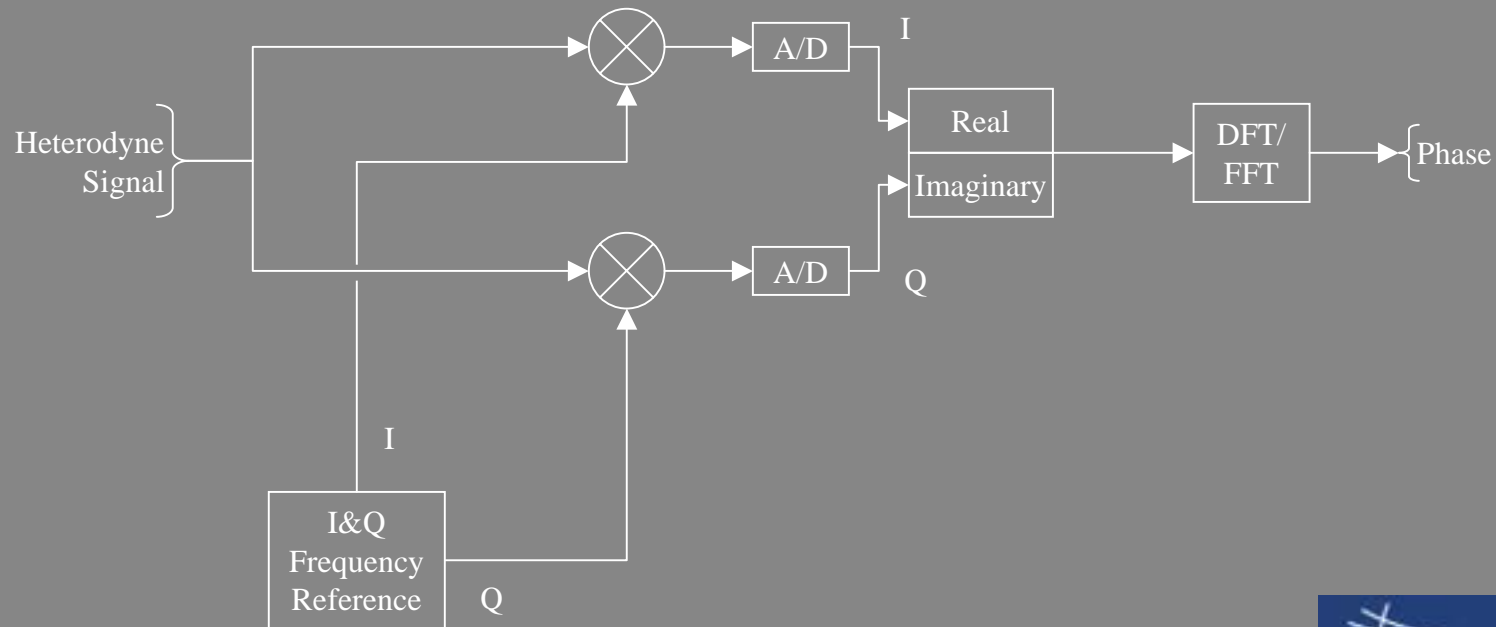 I
A/D
Heterodyne
Signal
Real
Imaginary
DFT/
FFT
Phase
A/D
Q
I
I&Q
Frequency
Reference
Q